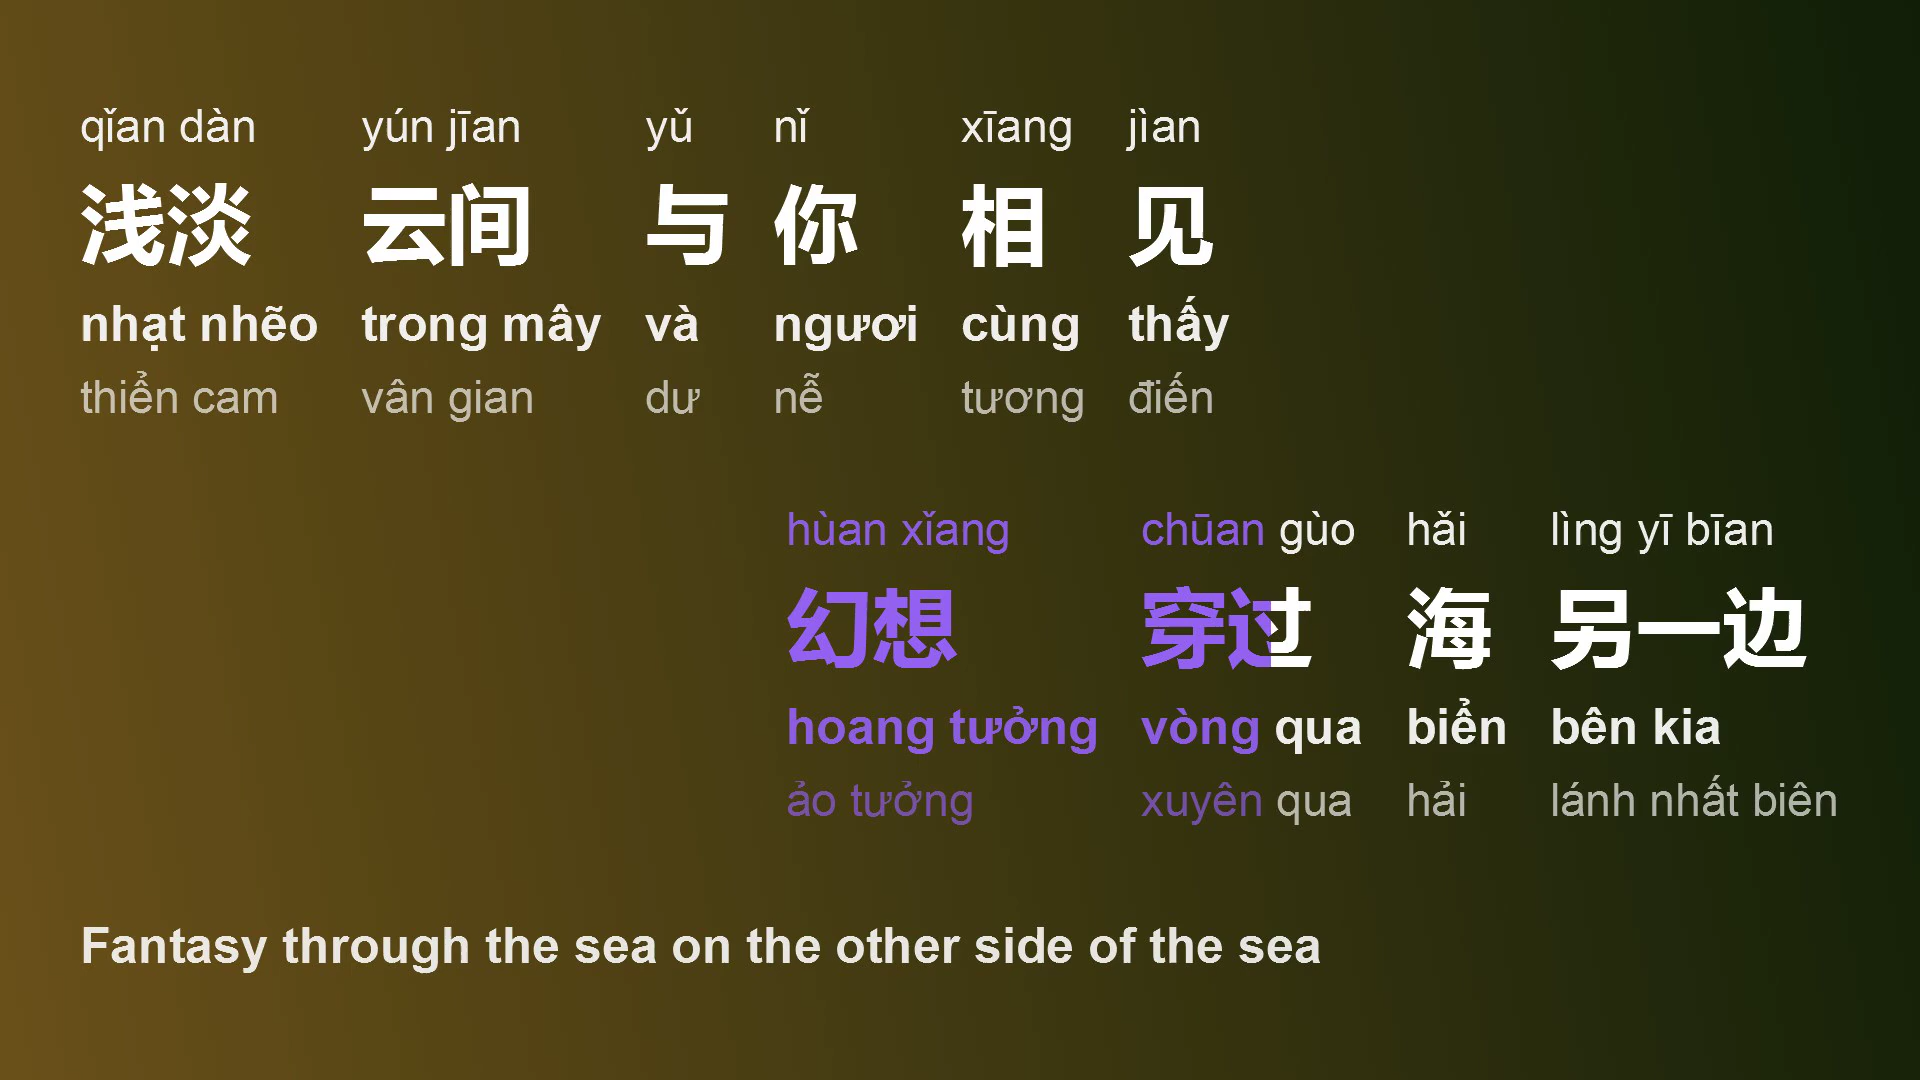 qǐan dàn yún jīan yǔ nǐ xīang jìan
浅淡 云间 与 你 相 见
nhạt nhẽo trong mây và ngươi cùng thấy
thiển cam vân gian dư nễ tương điến
hùan xǐang chūan gùo hǎi lìng yī bīan
幻想 穿过 海 另一边
hoang tưởng vòng qua biển bên kia
ảo tưởng xuyên qua hải lánh nhất biên
Fantasy through the sea on the other side of the sea